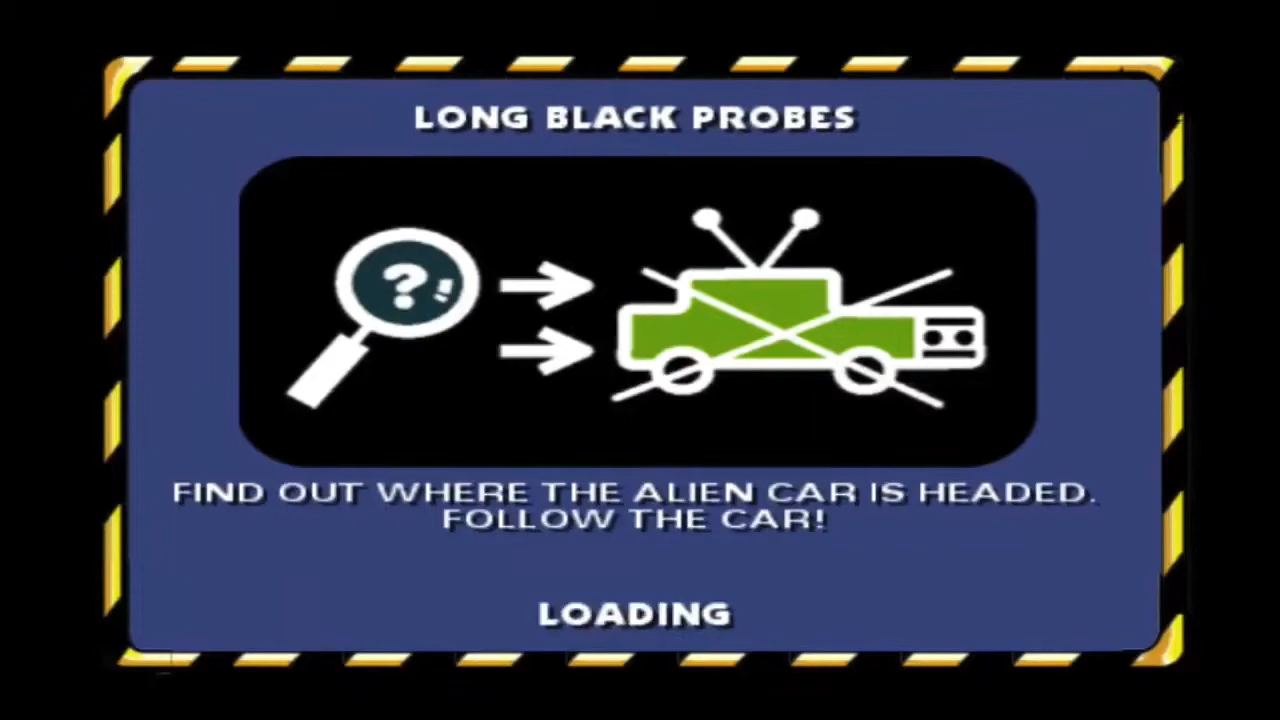 LONG BLACK PROBES
?!
FIND OUT WHERE THE ALIEN CAR IS HEADED.
FOLLOW THE CAR!
LOADING